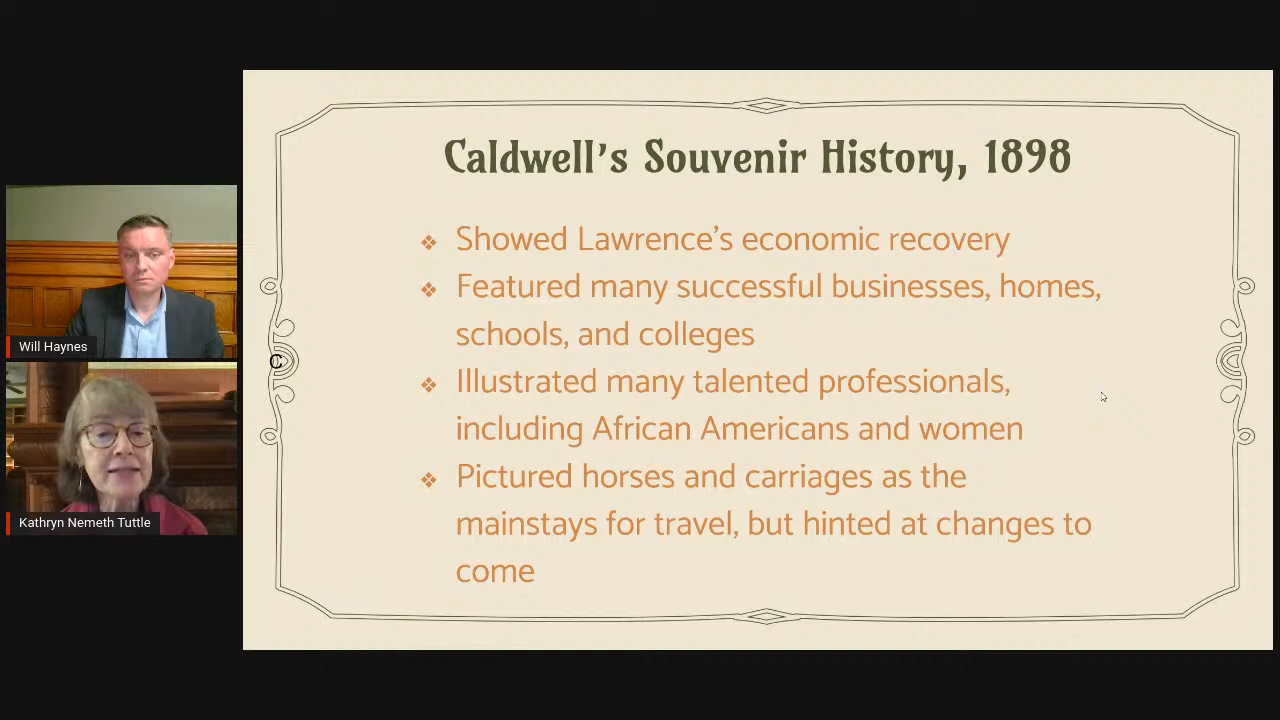 Caldwell's Souvenir History, 1898
❖ Showed Lawrence's economic recovery
❖ Featured many successful businesses, homes,
schools, and colleges
❖ Illustrated many talented professionals,
including African Americans and women
❖ Pictured horses and carriages as the
mainstays for travel, but hinted at changes to
come
C
Will Haynes
Kathryn Nemeth Tuttle